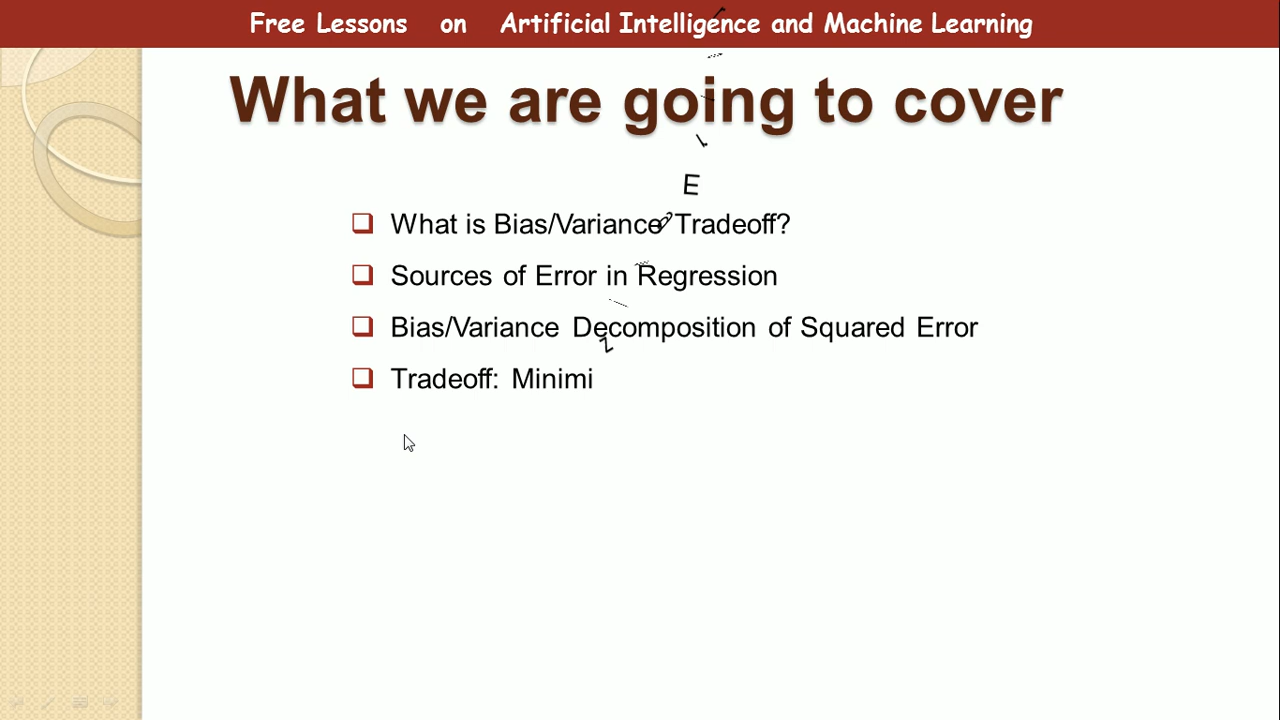 Free Lessons on Artificial Intelligence and Machine Learning
What we are going to cover
E
What is Bias/Variance Tradeoff?
Sources of Error in Regression
Bias/Variance Decomposition of Squared Error
z
Tradeoff: Minimi